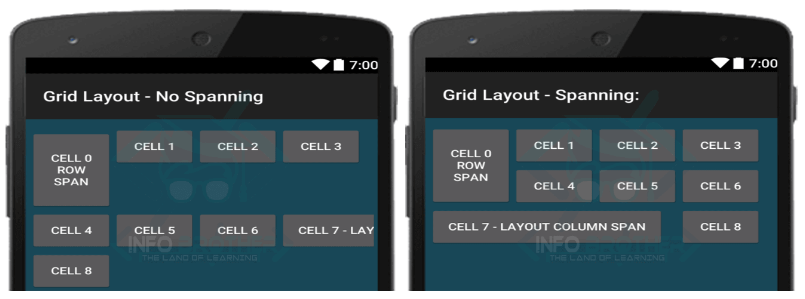 7:00
Grid Layout - No Spanning
CELL 0
ROW
SPAN
CELL 1
CELL 2
CELL 3
CELL 4
CELL 5
CELL 6
CELL 7 - LAY
CELL 8
INFO BROTHER
THE LAND OF LEARNING
7:00
Grid Layout - Spanning:
CELL 0
ROW
SPAN
CELL 1
CELL 2
CELL 3
CELL 4
CELL 5
CELL 6
CELL 7 - LAYOUT COLUMN SPAN
CELL 8
INFO BROTHER
THE LAND OF LEARNING